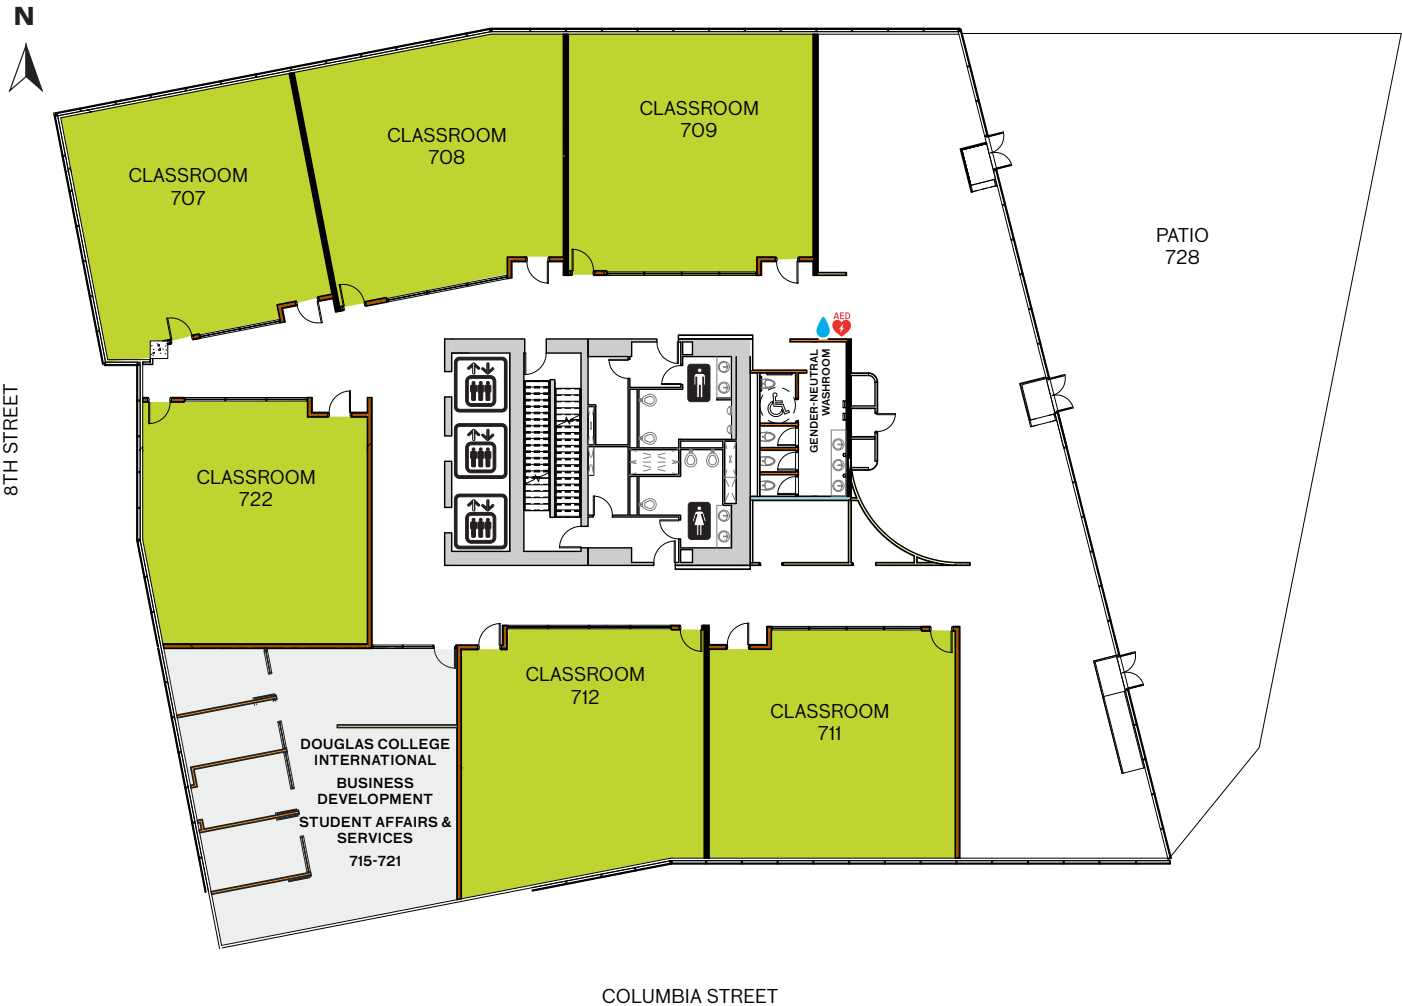 N
CLASSROOM
709
CLASSROOM
708
CLASSROOM
707
PATIO
728
AED
GENDER-NEUTRAL
WASHROOM
8TH STREET
CLASSROOM
722
CLASSROOM
712
CLASSROOM
711
DOUGLAS COLLEGE
INTERNATIONAL
BUSINESS
DEVELOPMENT
STUDENT AFFAIRS &
SERVICES
715-721
COLUMBIA STREET